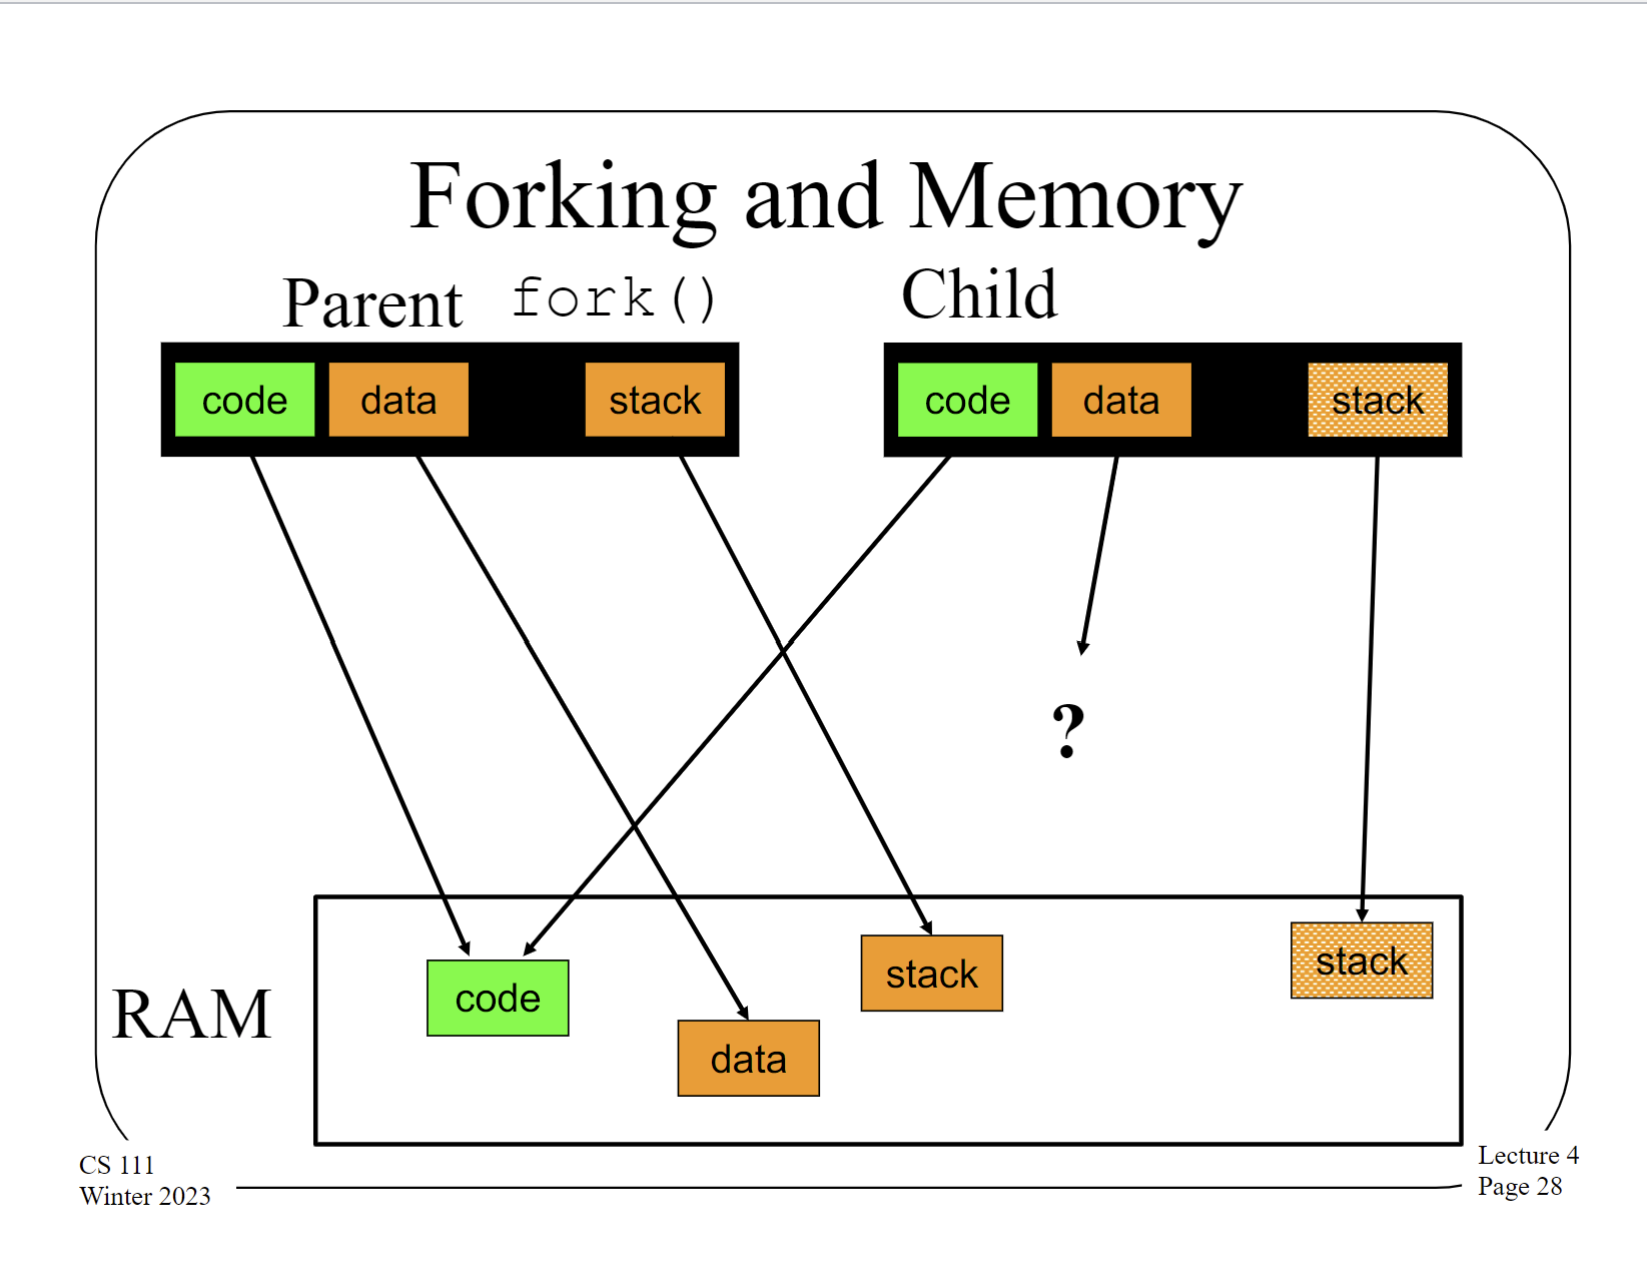 Forking and Memory
Parent fork() Child
code data stack code data stack
?
RAM
code data stack stack
CS 111
Winter 2023
Lecture 4
Page 28